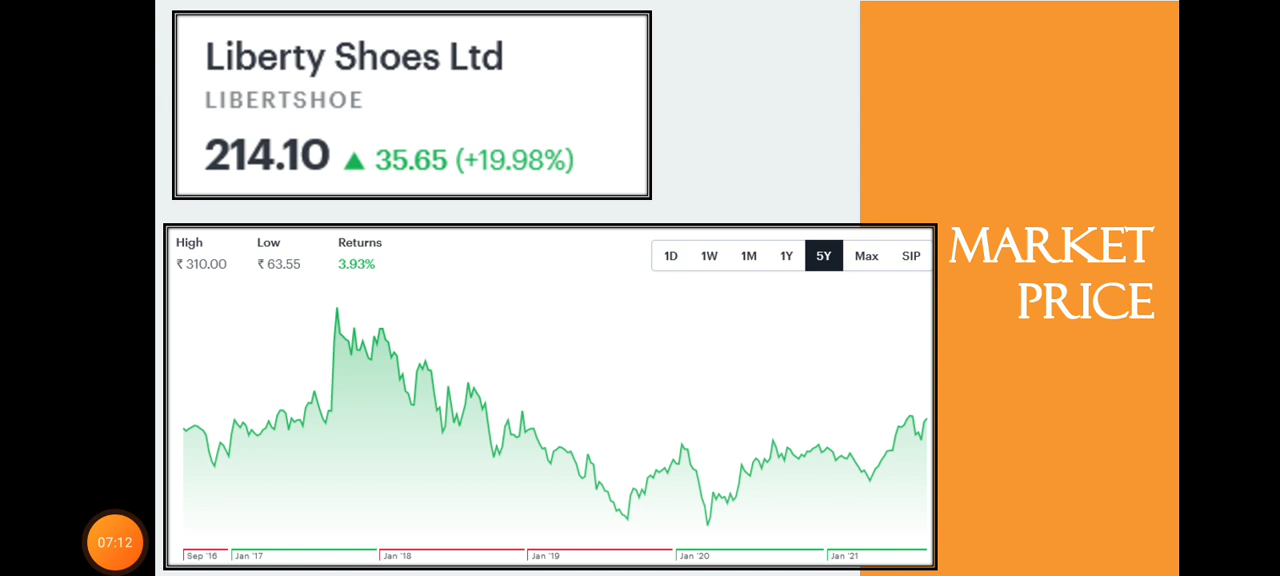 Liberty Shoes Ltd
LIBERTSHOE
214.10 ▲ 35.65 (+19.98%)
High Low Returns
₹ 310.00 ₹ 63.55 3.93%
1D 1W 1M 1Y 5Y Max SIP
MARKET
PRICE
07:12
Sep '16 Jan '17 Jan '18 Jan '19 Jan '20 Jan '21